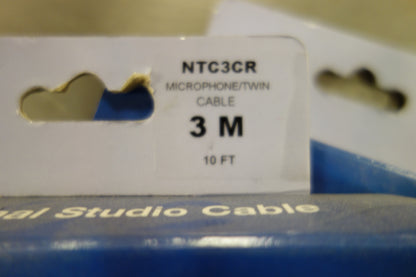 NTC3CR
MICROPHONE/TWIN
CABLE
3 M
10 FT
Studio Cable